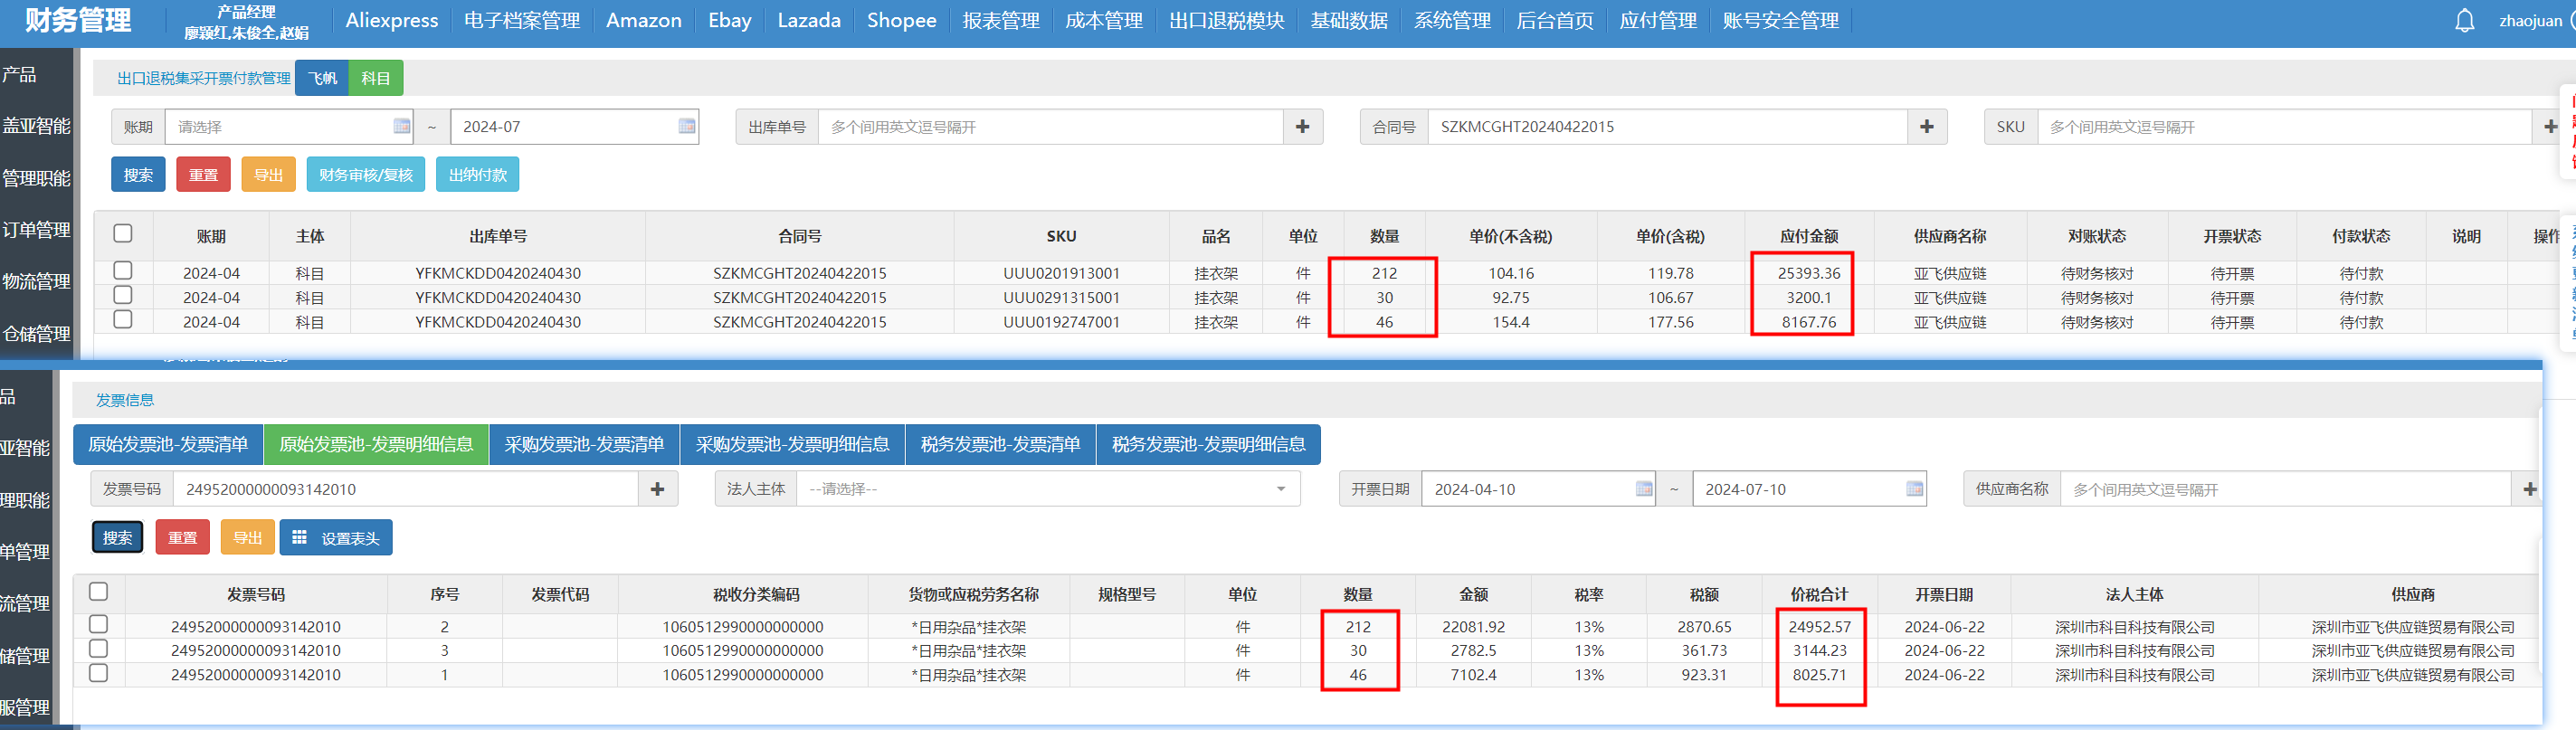 财务管理
产品经理
廖颖红,朱俊全,赵娟
Aliexpress 电子档案管理 Amazon Ebay Lazada Shopee 报表管理 成本管理 出口退税模块 基础数据 系统管理 后台首页 应付管理 账号安全管理 zhaojuan
产品
盖亚智能
管理职能
订单管理
物流管理
仓储管理
出口退税集采开票付款管理 飞帆 科目
账期 请选择 ~ 2024-07 出库单号 多个间用英文逗号隔开 合同号 SZKMCGHT20240422015 SKU 多个间用英文逗号隔开
搜索 重置 导出 财务审核/复核 出纳付款
账期 主体 出库单号 合同号 SKU 品名 单位 数量 单价(不含税) 单价(含税) 应付金额 供应商名称 对账状态 开票状态 付款状态 说明 操作
2024-04 科目 YFKMCKDD0420240430 SZKMCGHT20240422015 UUU0201913001 挂衣架 件 212 104.16 119.78 25393.36 亚飞供应链 待财务核对 待开票 待付款
2024-04 科目 YFKMCKDD0420240430 SZKMCGHT20240422015 UUU0291315001 挂衣架 件 30 92.75 106.67 3200.1 亚飞供应链 待财务核对 待开票 待付款
2024-04 科目 YFKMCKDD0420240430 SZKMCGHT20240422015 UUU0192747001 挂衣架 件 46 154.4 177.56 8167.76 亚飞供应链 待财务核对 待开票 待付款
品
亚智能
理职能
单管理
流管理
储管理
服管理
发票信息
原始发票池-发票清单 原始发票池-发票明细信息 采购发票池-发票清单 采购发票池-发票明细信息 税务发票池-发票清单 税务发票池-发票明细信息
发票号码 24952000000093142010 法人主体 --请选择-- 开票日期 2024-04-10 ~ 2024-07-10 供应商名称 多个间用英文逗号隔开
搜索 重置 导出 设置表头
发票号码 序号 发票代码 税收分类编码 货物或应税劳务名称 规格型号 单位 数量 金额 税率 税额 价税合计 开票日期 法人主体 供应商
24952000000093142010 2 1060512990000000000 *日用杂品*挂衣架 件 212 22081.92 13% 2870.65 24952.57 2024-06-22 深圳市科目科技有限公司 深圳市亚飞供应链贸易有限公司
24952000000093142010 3 1060512990000000000 *日用杂品*挂衣架 件 30 2782.5 13% 361.73 3144.23 2024-06-22 深圳市科目科技有限公司 深圳市亚飞供应链贸易有限公司
24952000000093142010 1 1060512990000000000 *日用杂品*挂衣架 件 46 7102.4 13% 923.31 8025.71 2024-06-22 深圳市科目科技有限公司 深圳市亚飞供应链贸易有限公司